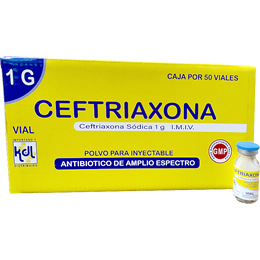 1 G
CAJA POR 50 VIALES
CEFTRIAXONA
Ceftriaxona Sódica 1 g I.M.I.V.
VIAL
kdl
POLVO PARA INYECTABLE
ANTIBIOTICO DE AMPLIO ESPECTRO
GMP
CEFTRIAXONA